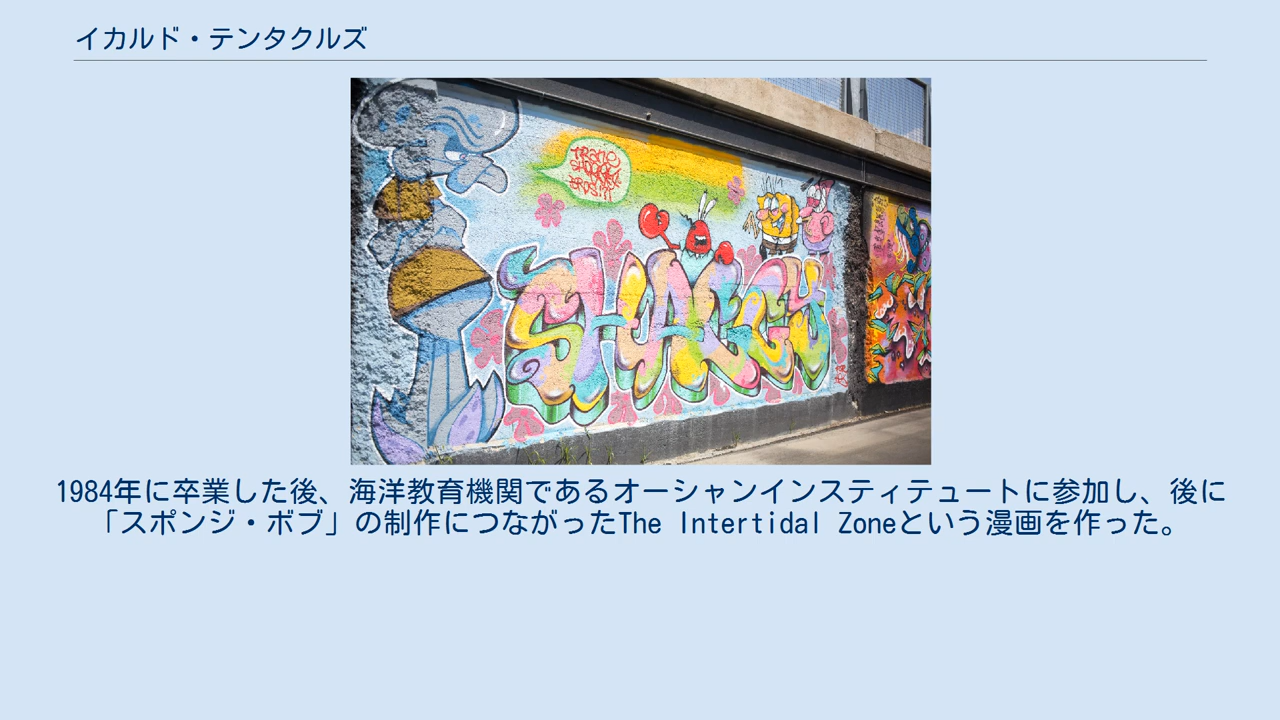 イカルド・テンタクルズ
TRANS
SHALCY
1984年に卒業した後、海洋教育機関であるオーシャンインスティテュートに参加し、後に
「スポンジ・ボブ」の制作につながったThe Intertidal Zoneという漫画を作った。